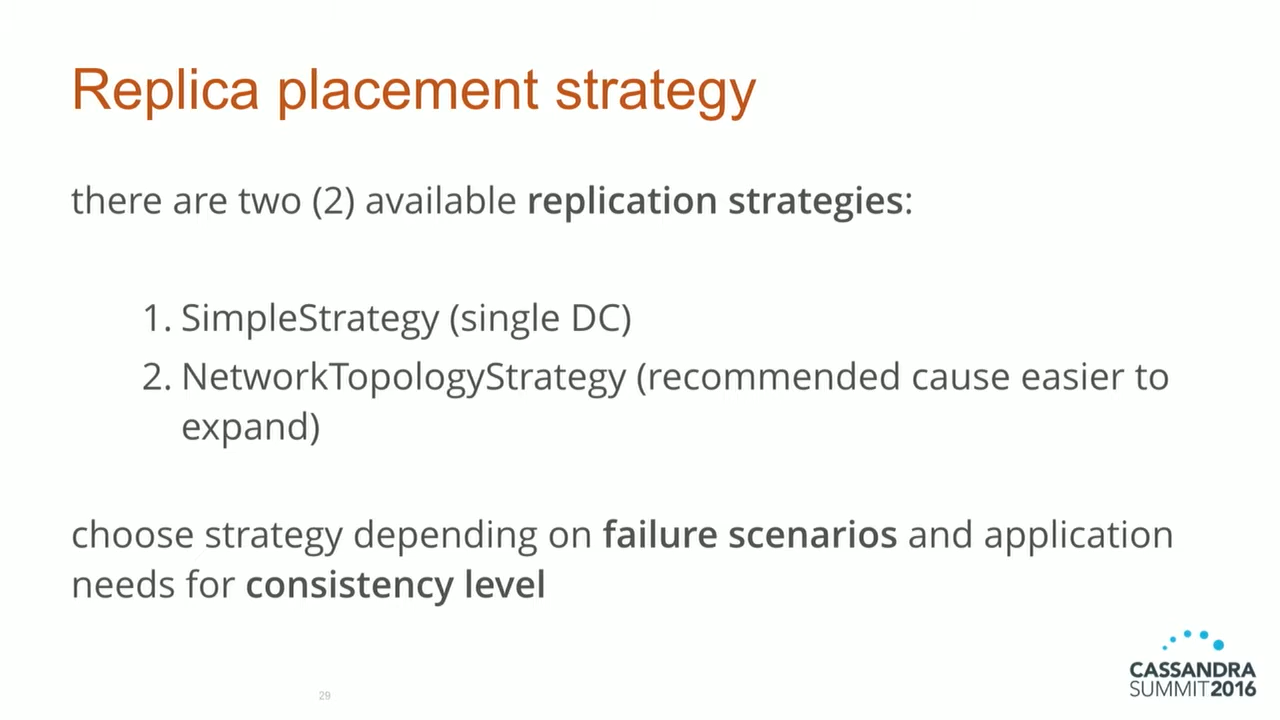 Replica placement strategy
there are two (2) available replication strategies:
1. SimpleStrategy (single DC)
2. NetworkTopologyStrategy (recommended cause easier to
expand)
choose strategy depending on failure scenarios and application
needs for consistency level
29
CASSANDRA
SUMMIT2016